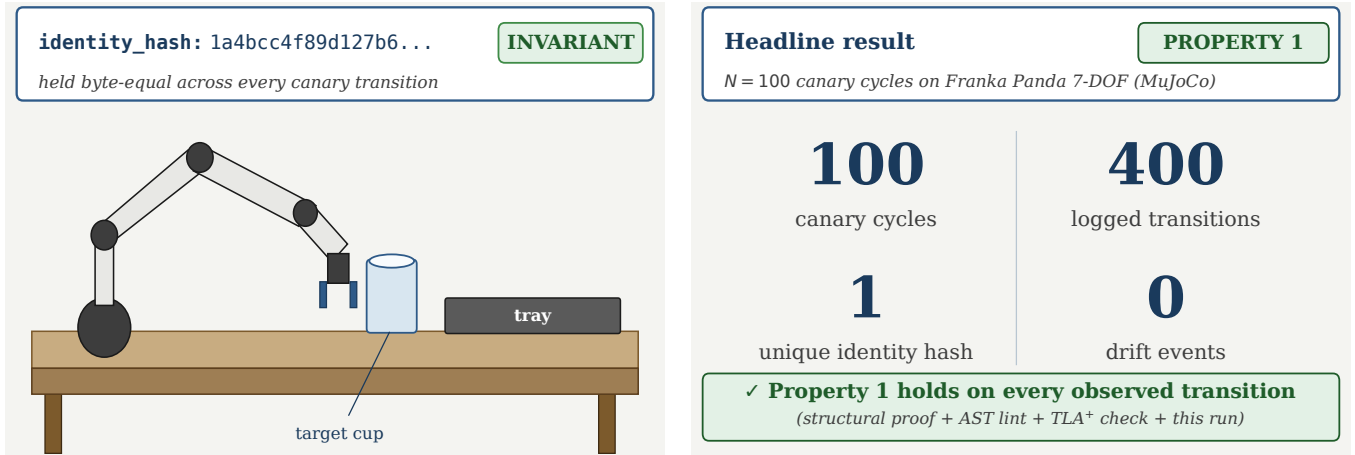 identity_hash: 1a4bcc4f89d127b6...
INVARIANT
held byte-equal across every canary transition
tray
target cup
Headline result
PROPERTY 1
N = 100 canary cycles on Franka Panda 7-DOF (MuJoCo)
100
canary cycles
400
logged transitions
1
unique identity hash
0
drift events
✓ Property 1 holds on every observed transition
(structural proof + AST lint + TLA⁺ check + this run)